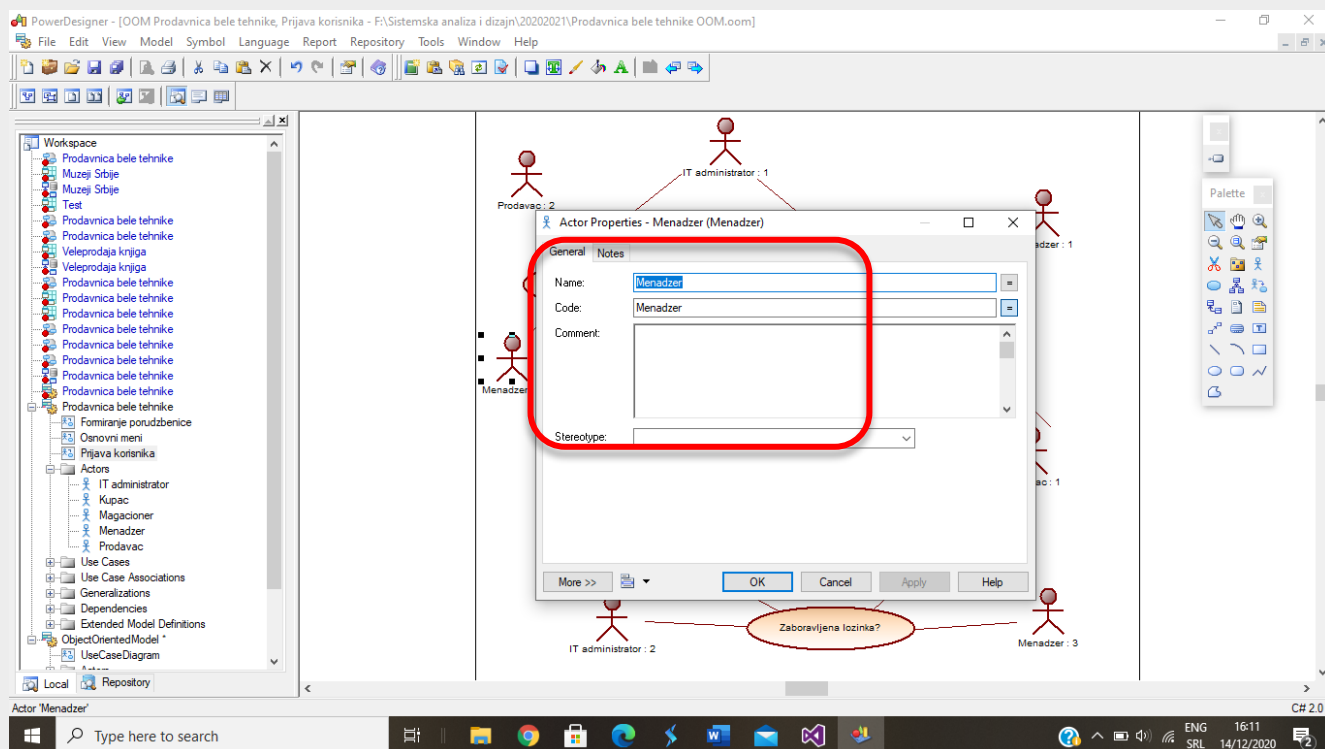 PowerDesigner - [OOM Prodavnica bele tehnike, Prijava korisnika - F:\Sistemska analiza i dizajn\20202021\Prodavnica bele tehnike OOM.oom]
File Edit View Model Symbol Language Report Repository Tools Window Help
Workspace
Prodavnica bele tehnike
Muzeji Srbije
Muzeji Srbije
Test
Prodavnica bele tehnike
Prodavnica bele tehnike
Veleprodaja knjiga
Veleprodaja knjiga
Prodavnica bele tehnike
Prodavnica bele tehnike
Prodavnica bele tehnike
Prodavnica bele tehnike
Prodavnica bele tehnike
Prodavnica bele tehnike
Prodavnica bele tehnike
Prodavnica bele tehnike
Prodavnica bele tehnike
Formiranje porudzbenice
Osnovni meni
Prijava korisnika
Actors
IT administrator
Kupac
Magacioner
Menadzer
Prodavac
Use Cases
Use Case Associations
Generalizations
Dependencies
Extended Model Definitions
ObjectOrientedModel *
UseCaseDiagram
Local Repository
IT administrator : 1
Prodavac : 2
adzer : 1
Menadzer
ac : 1
IT administrator : 2
Zaboravljena lozinka?
Menadzer : 3
Actor Properties - Menadzer (Menadzer)
General Notes
Name: Menadzer =
Code: Menadzer =
Comment:
Stereotype:
More >> OK Cancel Apply Help
Palette
Actor 'Menadzer'
C# 2.0
Type here to search
ENG
SRL
16:11
14/12/2020